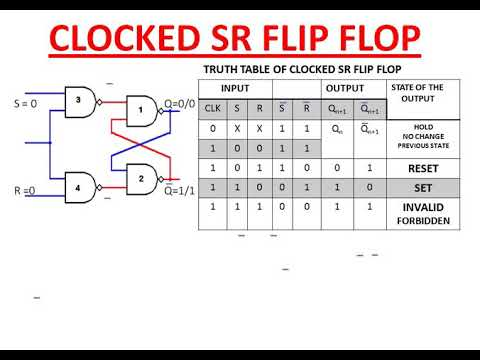 CLOCKED SR FLIP FLOP
TRUTH TABLE OF CLOCKED SR FLIP FLOP
INPUT OUTPUT STATE OF THE OUTPUT
CLK S R S̅ R̅ Qn+1 Q̅n+1
0 X X 1 1 Qn Q̅n+1 HOLD
NO CHANGE
PREVIOUS STATE
1 0 0 1 1
1 0 1 1 0 0 1 RESET
1 1 0 0 1 1 0 SET
1 1 1 0 0 1 1 INVALID
FORBIDDEN
S = 0
3
1
Q=0/0
4
2
R =0
Q̅=1/1